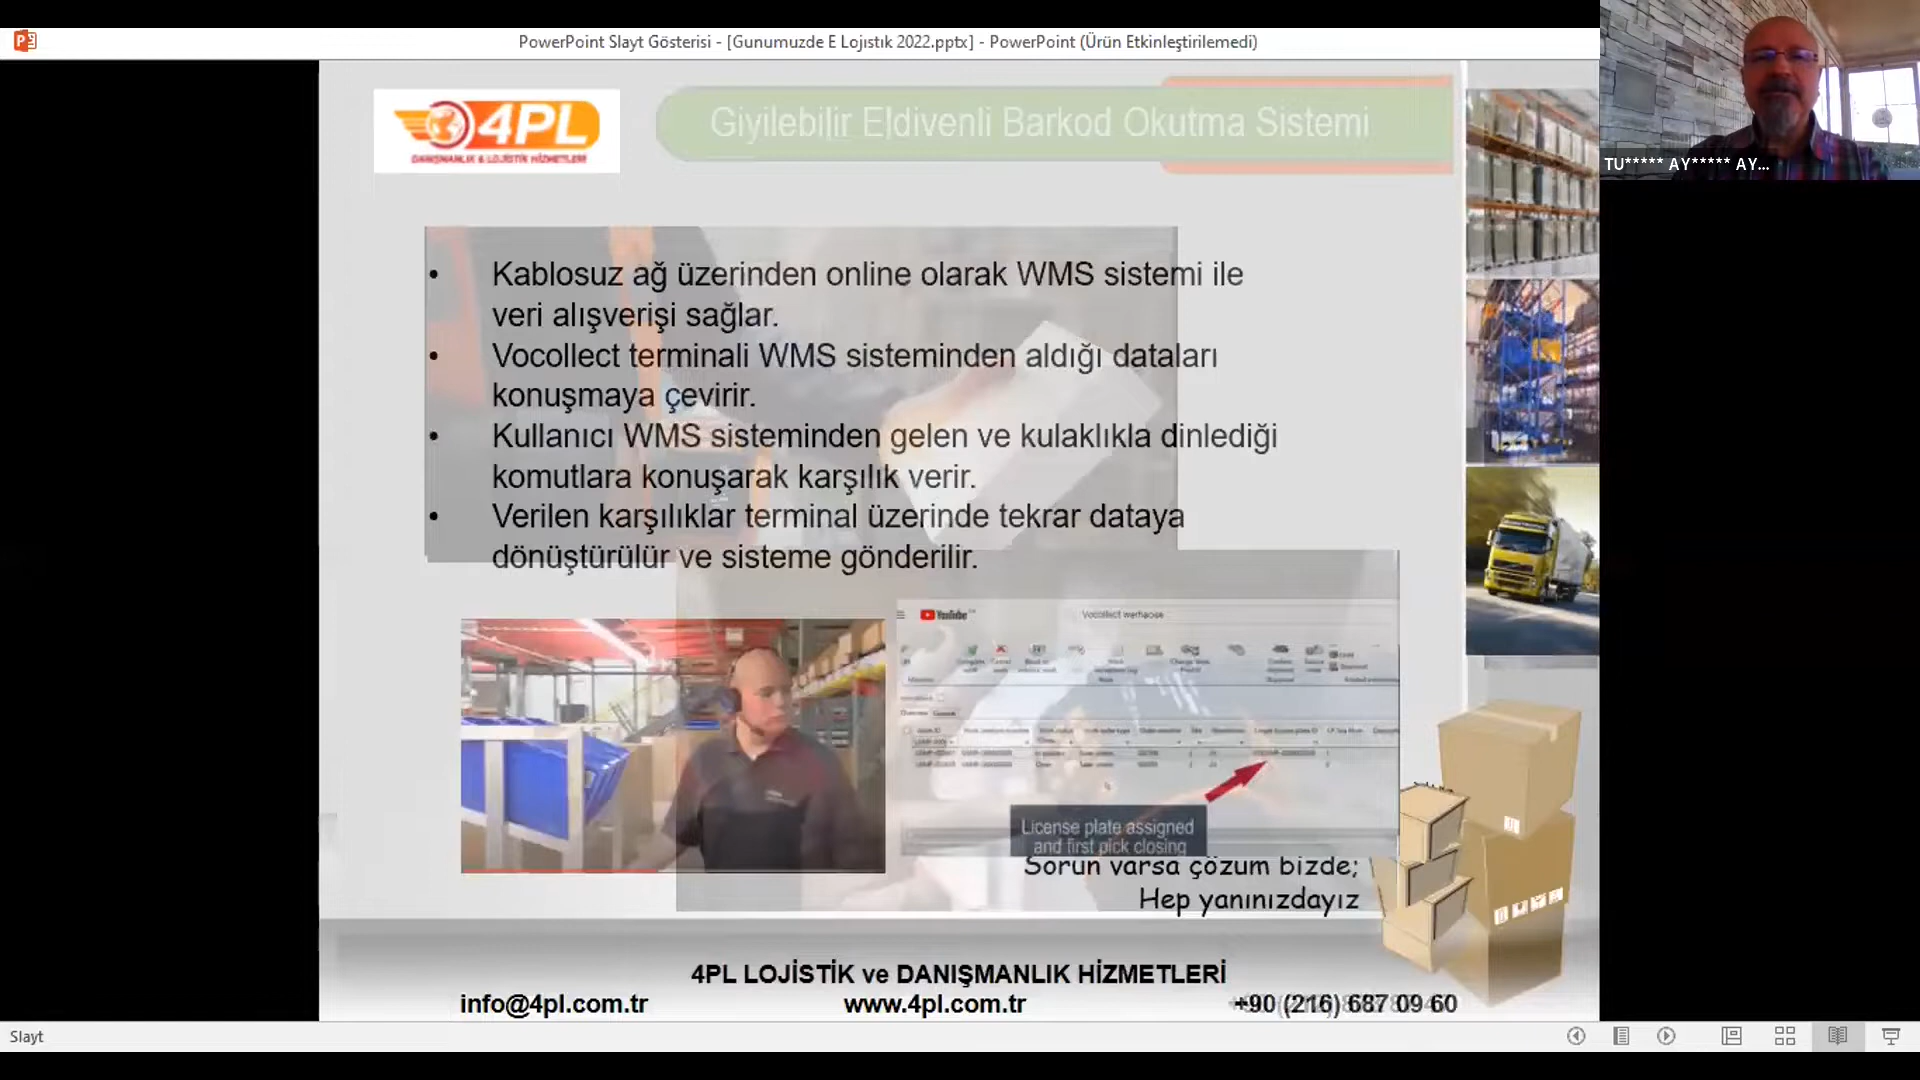 PowerPoint Slayt Gösterisi - [Gunumuzde E Lojıstık 2022.pptx] - PowerPoint (Ürün Etkinleştirilemedi)
TU***** AY***** AY...
4PL
DANIŞMANLIK & LOJİSTİK HİZMETLERİ
Giyilebilir Eldivenli Barkod Okutma Sistemi
• Kablosuz ağ üzerinden online olarak WMS sistemi ile
veri alışverişi sağlar.
• Vocollect terminali WMS sisteminden aldığı dataları
konuşmaya çevirir.
• Kullanıcı WMS sisteminden gelen ve kulaklıkla dinlediği
komutlara konuşarak karşılık verir.
• Verilen karşılıklar terminal üzerinde tekrar dataya
dönüştürülür ve sisteme gönderilir.
YouTube
Vocollect werhaoise
License plate assigned
and first pick closing
Sorun varsa çözüm bizde;
Hep yanınızdayız
4PL LOJİSTİK ve DANIŞMANLIK HİZMETLERİ
info@4pl.com.tr www.4pl.com.tr +90 (216) 687 09 60
Slayt